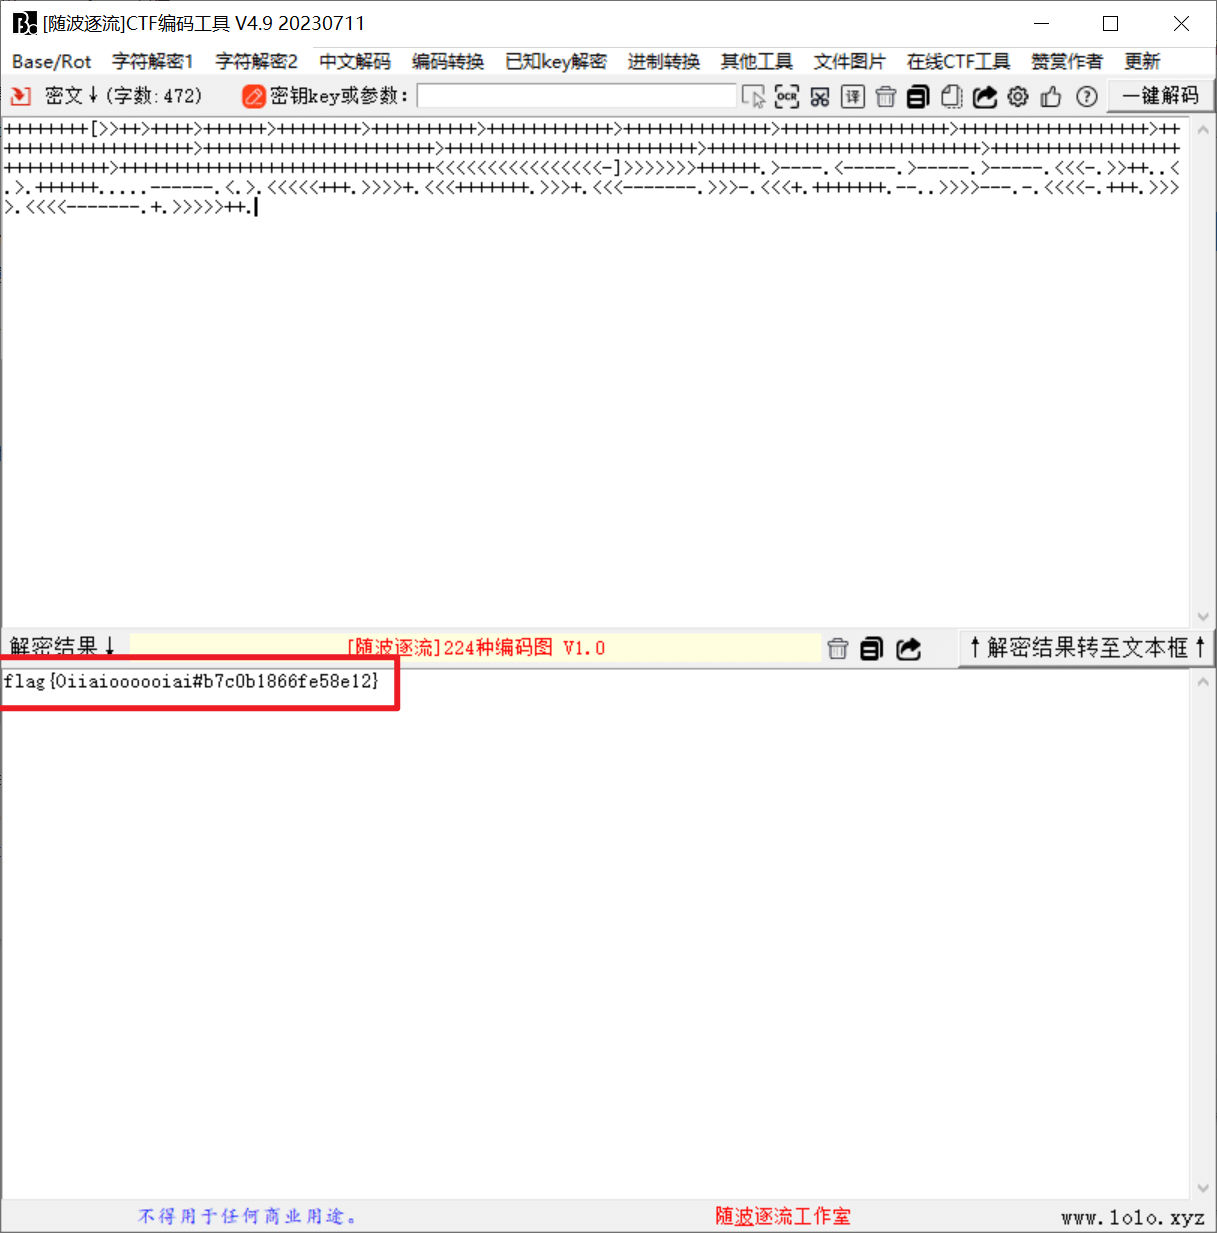 [随波逐流]CTF编码工具 V4.9 20230711
Base/Rot 字符解密1 字符解密2 中文解码 编码转换 已知key解密 进制转换 其他工具 文件图片 在线CTF工具 赞赏作者 更新
密文↓(字数:472) 密钥key或参数: OCR 译 一键解码
++++++++[>>++>++++>++++++>++++++++>++++++++++>++++++++++++>++++++++++++++>++++++++++++++++>++++++++++++++++++>++
++++++++++++++++++>++++++++++++++++++++++>++++++++++++++++++++++++>++++++++++++++++++++++++++>++++++++++++++++++
++++++++++>++++++++++++++++++++++++++++++<<<<<<<<<<<<<<<<-]>>>>>>>++++++.>----.<-----.>-----.>-----.<<<-.>>++..<
.>.++++++.....------.<.>.<<<<<+++.>>>>+.<<<+++++++.>>>+.<<<-------.>>>-.<<<+.+++++++.--..>>>>---.-.<<<<-.+++.>>>
>.<<<<-------.+.>>>>>++.
解密结果↓ [随波逐流]224种编码图 V1.0 ↑解密结果转至文本框↑
flag{Oiiaioooooiai#b7c0b1866fe58e12}
不得用于任何商业用途。 随波逐流工作室 www.1o1o.xyz